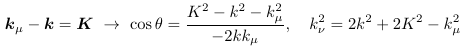 𝒌_μ − 𝒌 = 𝑲 → cos θ = (K² − k² − k_μ²) / (−2kk_μ), k_ν² = 2k² + 2K² − k_μ²